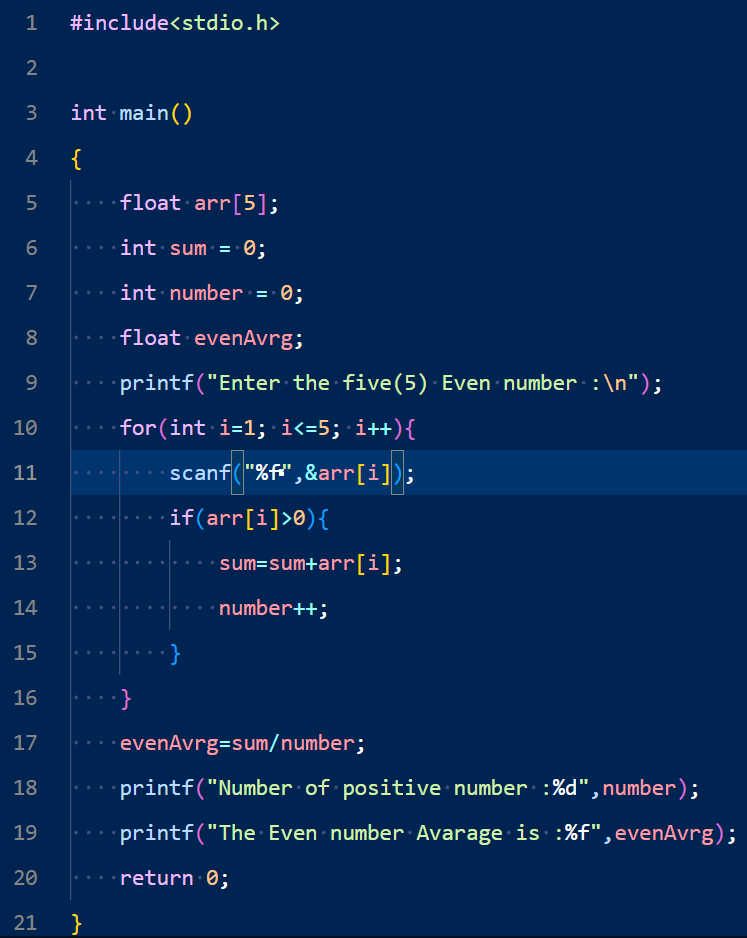 1 #include<stdio.h>
2
3 int main()
4 {
5     float arr[5];
6     int sum = 0;
7     int number = 0;
8     float evenAvrg;
9     printf("Enter the five(5) Even number :\n");
10     for(int i=1; i<=5; i++){
11         scanf("%f",&arr[i]);
12         if(arr[i]>0){
13             sum=sum+arr[i];
14             number++;
15         }
16     }
17     evenAvrg=sum/number;
18     printf("Number of positive number :%d",number);
19     printf("The Even number Avarage is :%f",evenAvrg);
20     return 0;
21 }